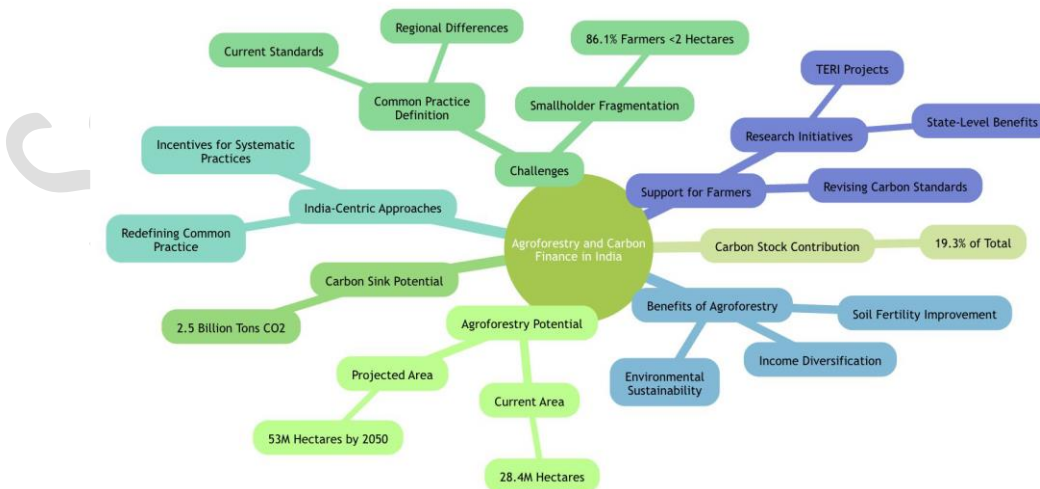 Agroforestry and Carbon
Finance in India
Challenges
Common Practice
Definition
Current Standards
Regional Differences
Smallholder Fragmentation
86.1% Farmers <2 Hectares
Support for Farmers
Research Initiatives
TERI Projects
State-Level Benefits
Revising Carbon Standards
Carbon Stock Contribution
19.3% of Total
Benefits of Agroforestry
Soil Fertility Improvement
Income Diversification
Environmental
Sustainability
Agroforestry Potential
Current Area
28.4M Hectares
Projected Area
53M Hectares by 2050
Carbon Sink Potential
2.5 Billion Tons CO2
India-Centric Approaches
Incentives for Systematic
Practices
Redefining Common
Practice